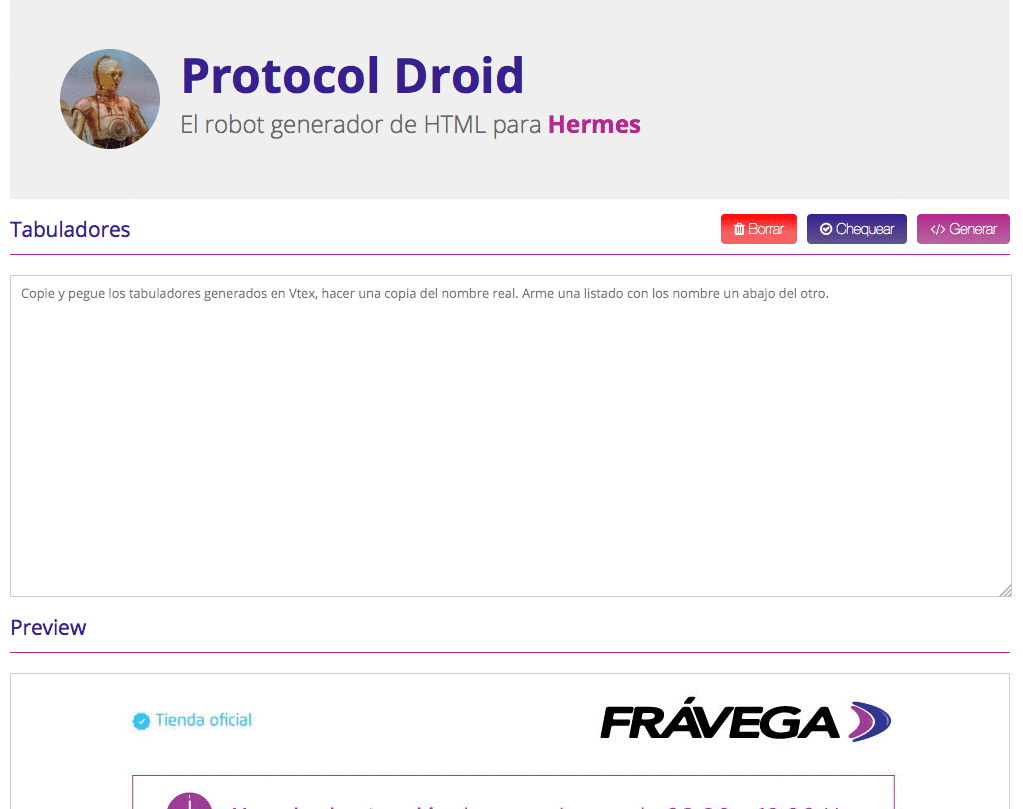 Protocol Droid
El robot generador de HTML para Hermes
Tabuladores
Borrar
Chequear
</> Generar
Copie y pegue los tabuladores generados en Vtex, hacer una copia del nombre real. Arme una listado con los nombre un abajo del otro.
Preview
Tienda oficial
FRÁVEGA